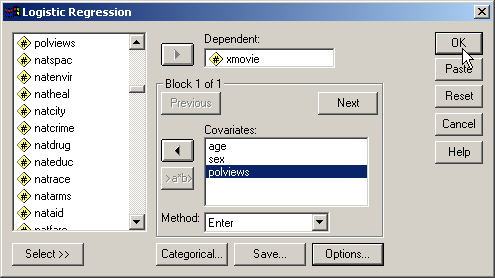 Logistic Regression
polviews
natspac
natenvir
natheal
natcity
natcrime
natdrug
nateduc
natrace
natarms
nataid
natfare
Select >>
Dependent:
xmovie
Block 1 of 1
Previous
Next
Covariates:
age
sex
polviews
>a*b>
Method:
Enter
Categorical...
Save...
Options...
OK
Paste
Reset
Cancel
Help